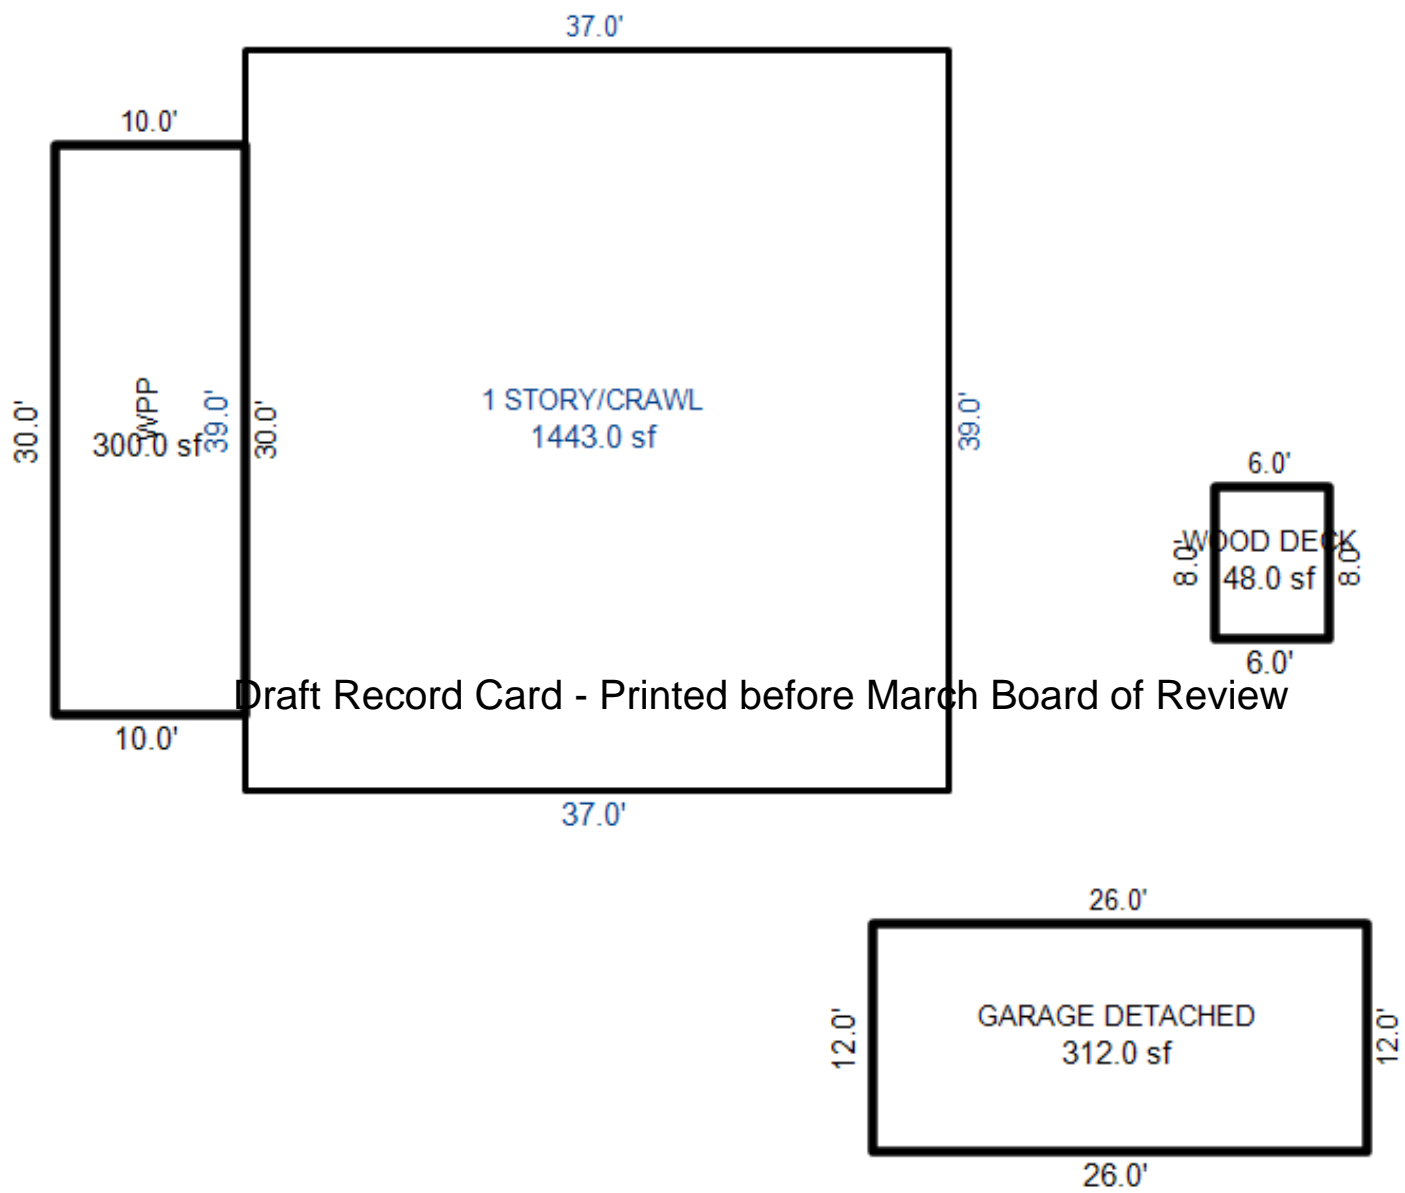 37.0'
10.0'
30.0'
WPP
300.0 sf
39.0'
30.0'
1 STORY/CRAWL
1443.0 sf
39.0'
6.0'
8.0'
WOOD DECK
48.0 sf
8.0'
6.0'
Draft Record Card - Printed before March Board of Review
10.0'
37.0'
26.0'
12.0'
GARAGE DETACHED
312.0 sf
12.0'
26.0'